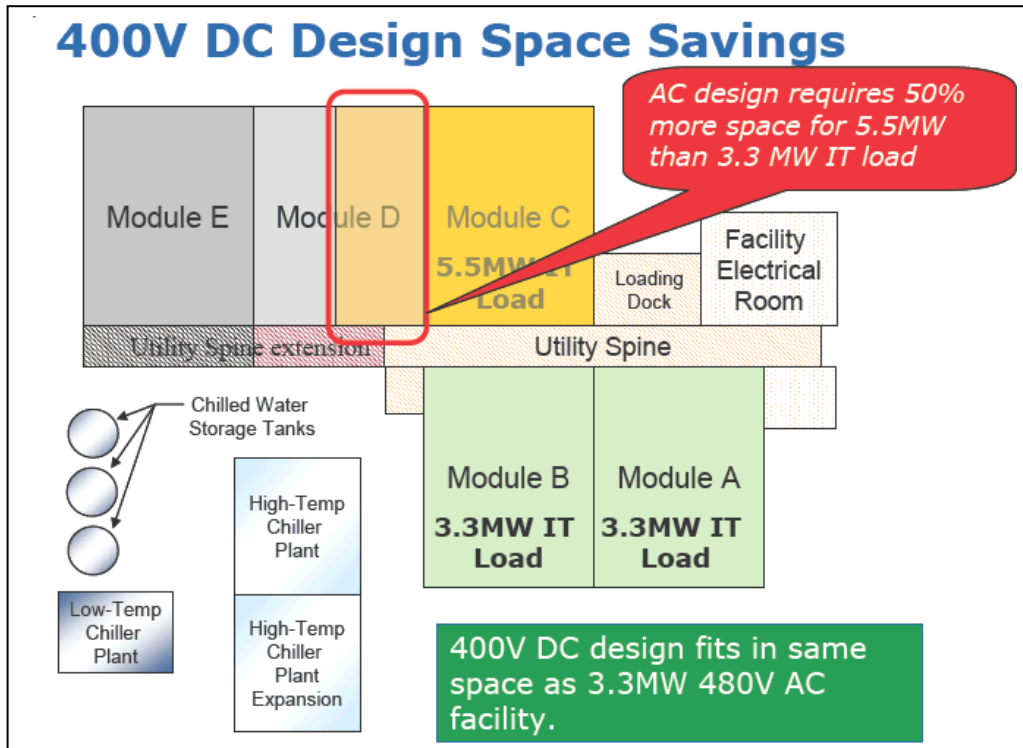 400V DC Design Space Savings
AC design requires 50%
more space for 5.5MW
than 3.3 MW IT load
Module E
Module D
Module C
5.5MW IT
Load
Loading
Dock
Facility
Electrical
Room
Utility Spine extension
Utility Spine
Chilled Water
Storage Tanks
High-Temp
Chiller
Plant
Low-Temp
Chiller
Plant
High-Temp
Chiller
Plant
Expansion
Module B
3.3MW IT
Load
Module A
3.3MW IT
Load
400V DC design fits in same
space as 3.3MW 480V AC
facility.